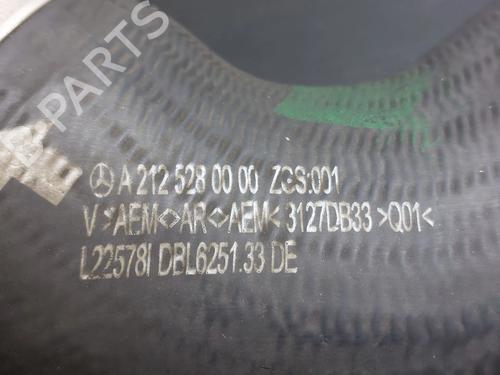 B PARTS
A 212 528 00 00 ZGS:001
V >AEM<>AR<>AEM< 3127DB33 >Q01<
L22578I DBL6251.33 DE